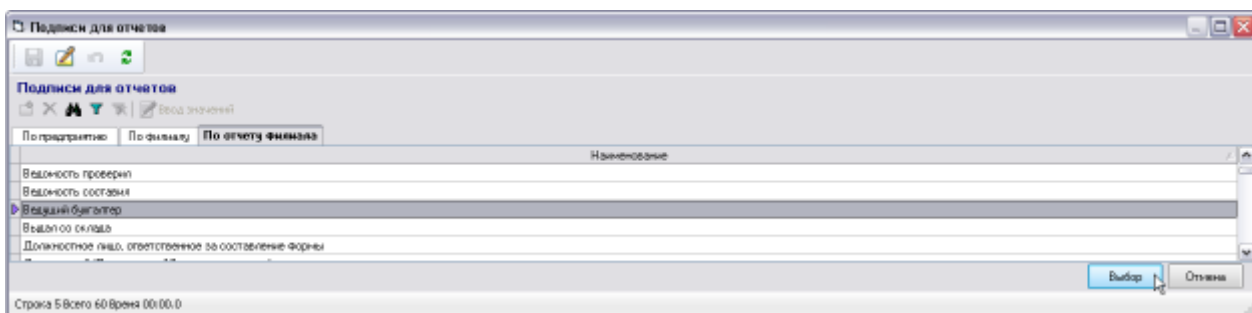 Подписи для отчетов
Подписи для отчетов
Ввод значений
По предприятию По филиалу По отчету филиала
Наименование
Ведомость проверил
Ведомость составил
Ведущий бухгалтер
Выдал со склада
Должностное лицо, ответственное за составление формы
Выбор Отмена
Строка 5 Всего 60 Время 00:00.0